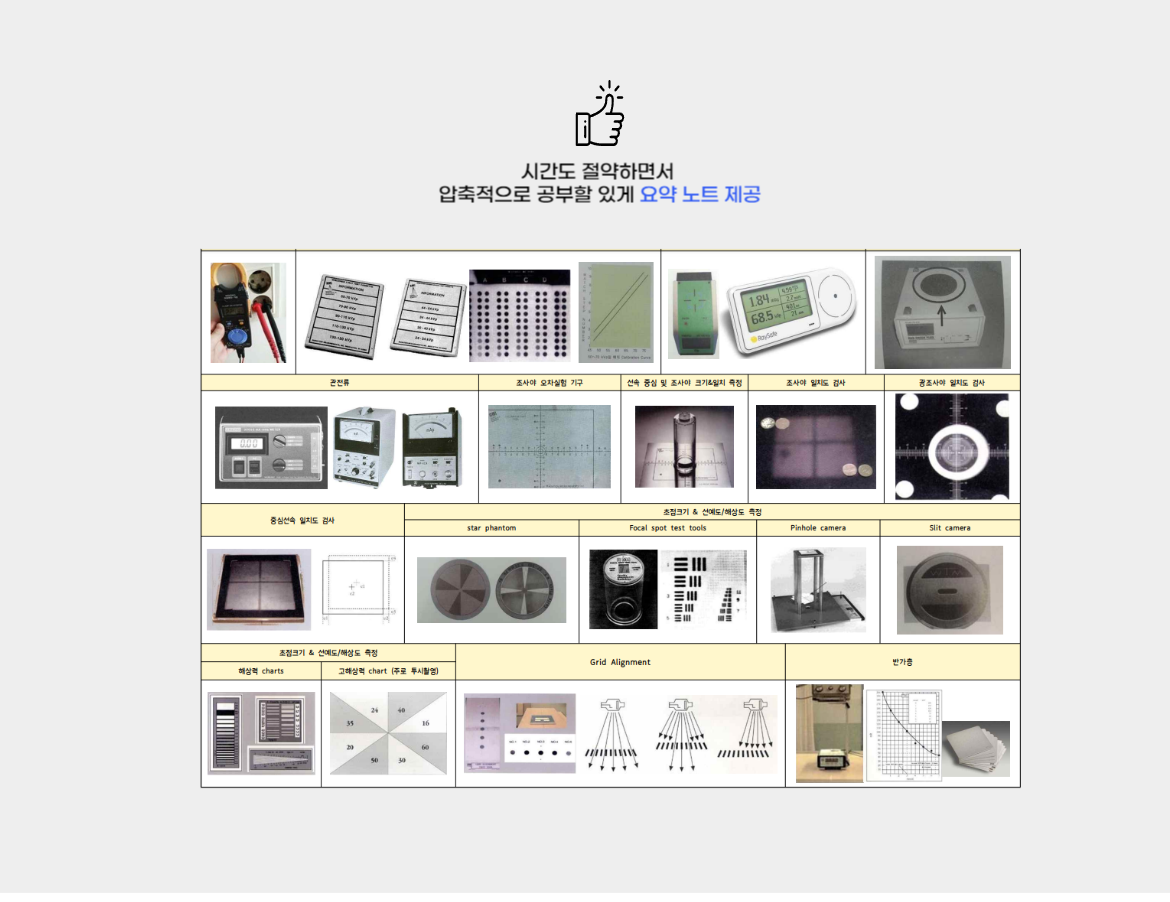 시간도 절약하면서
압축적으로 공부할 있게 요약 노트 제공
INFORMATION
INFORMATION
A B C D
1.84
68.5
RaySafe
관전류
조사야 오차실험 기구
선속 중심 및 조사야 크기&일치 측정
조사야 일치도 검사
광조사야 일치도 검사
0.00
중심선속 일치도 검사
초점크기 & 선예도/해상도 측정
star phantom
Focal spot test tools
Pinhole camera
Slit camera
초점크기 & 선예도/해상도 측정
해상력 charts
고해상력 chart (주로 투시촬영)
Grid Alignment
반가층
24 40
35 16
20 60
50 30